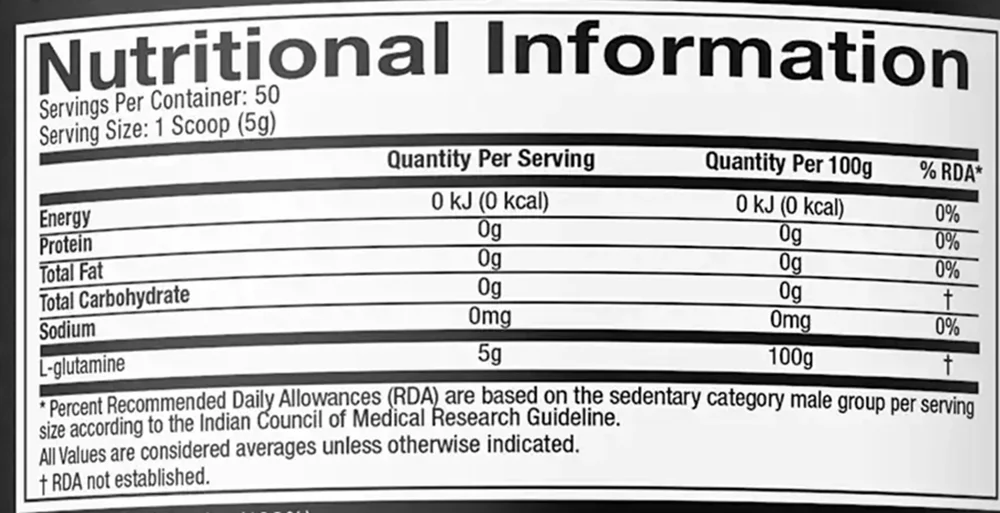 Nutritional Information
Servings Per Container: 50
Serving Size: 1 Scoop (5g)
Quantity Per Serving Quantity Per 100g % RDA*
Energy 0 kJ (0 kcal) 0 kJ (0 kcal) 0%
Protein 0g 0g 0%
Total Fat 0g 0g 0%
Total Carbohydrate 0g 0g †
Sodium 0mg 0mg 0%
L-glutamine 5g 100g †
* Percent Recommended Daily Allowances (RDA) are based on the sedentary category male group per serving
size according to the Indian Council of Medical Research Guideline.
All Values are considered averages unless otherwise indicated.
† RDA not established.